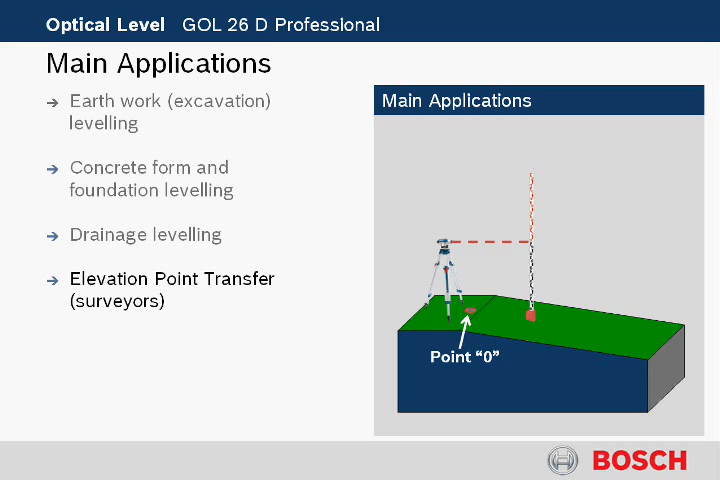 Optical Level GOL 26 D Professional
Main Applications
→ Earth work (excavation)
levelling
→ Concrete form and
foundation levelling
→ Drainage levelling
→ Elevation Point Transfer
(surveyors)
Main Applications
Point “0”
BOSCH